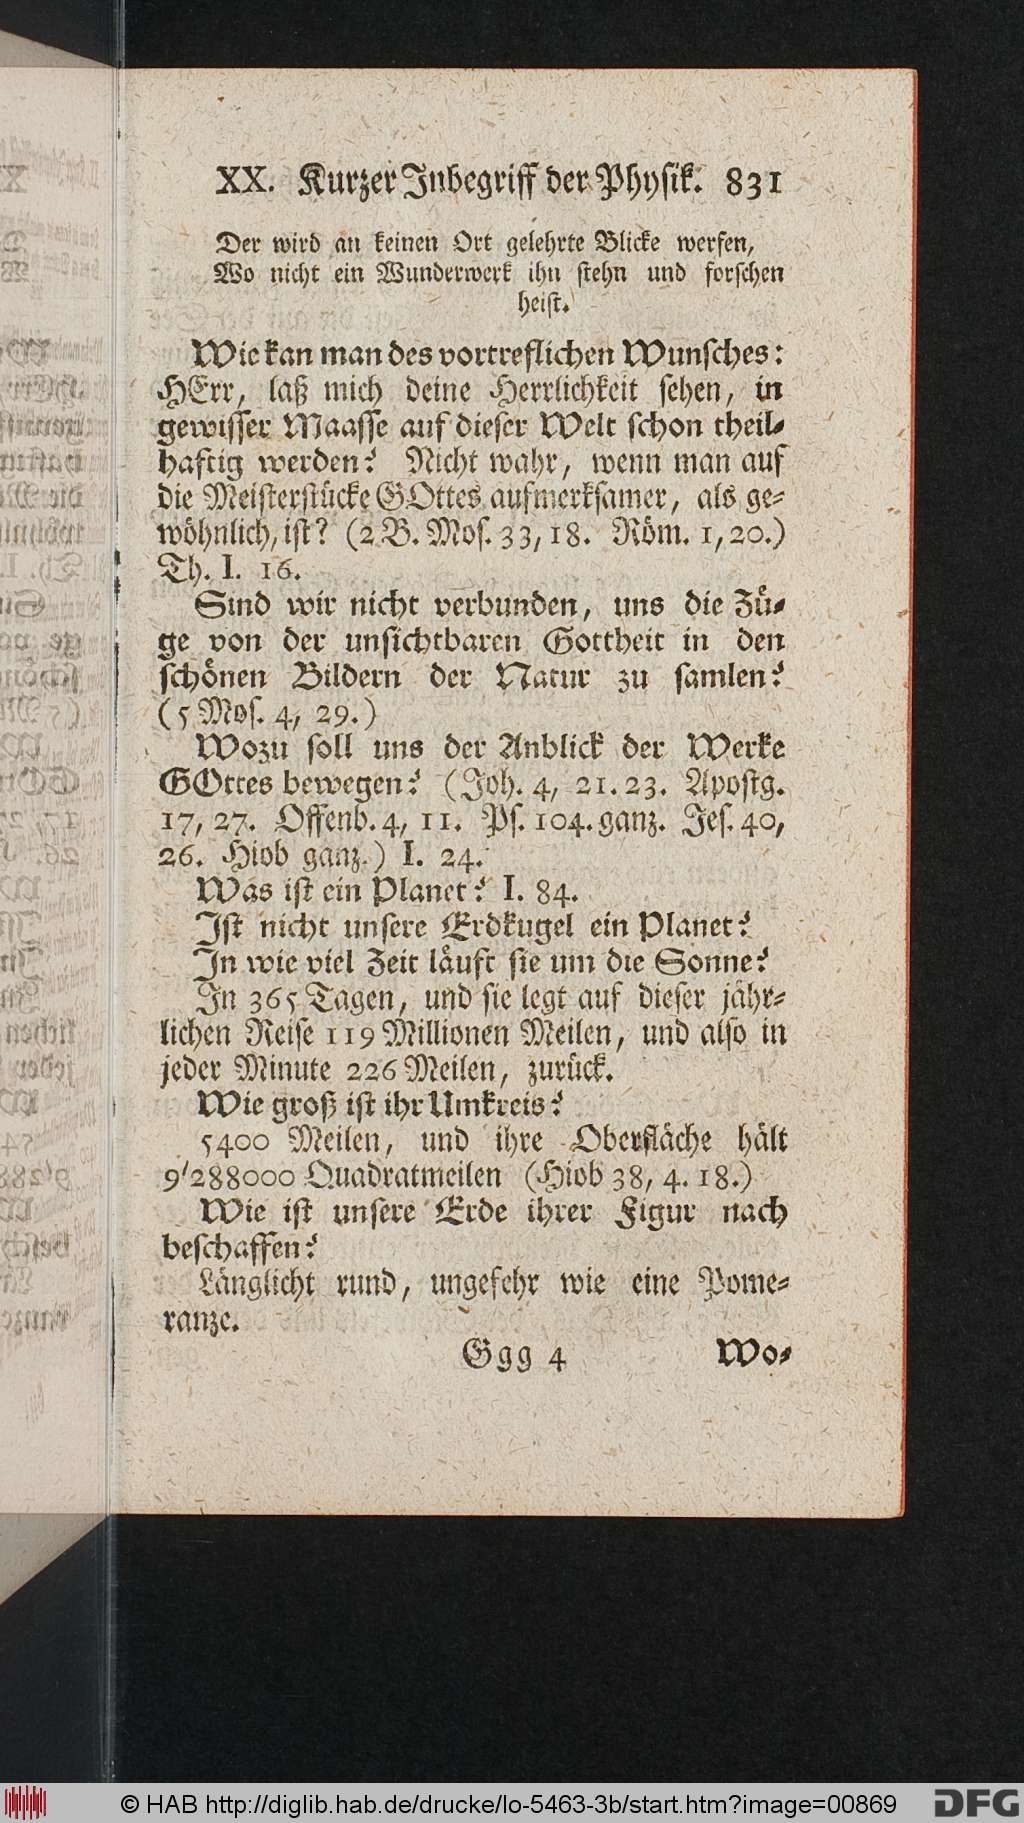 XX. Kurzer Inbegriff der Physik. 831
Der wird an keinen Ort gelehrte Blicke werfen,
Wo nicht ein Wunderwerk ihn stehn und forschen
heist.
Wie kan man des vortreflichen Wunsches:
HErr, laß mich deine Herrlichkeit sehen, in
gewisser Maasse auf dieser Welt schon theil-
haftig werden? Nicht wahr, wenn man auf
die Meisterstücke GOttes aufmerksamer, als ge-
wöhnlich, ist? (2 B. Mos. 33, 18. Röm. 1, 20.)
Th. I. 16.
Sind wir nicht verbunden, uns die Zü-
ge von der unsichtbaren Gottheit in den
schönen Bildern der Natur zu samlen?
(5 Mos. 4, 29.)
Wozu soll uns der Anblick der Werke
GOttes bewegen? (Joh. 4, 21. 23. Apostg.
17, 27. Offenb. 4, 11. Ps. 104. ganz. Jes. 40,
26. Hiob ganz.) I. 24.
Was ist ein Planet? I. 84.
Ist nicht unsere Erdkugel ein Planet?
In wie viel Zeit läuft sie um die Sonne?
In 365 Tagen, und sie legt auf dieser jähr-
lichen Reise 119 Millionen Meilen, und also in
jeder Minute 226 Meilen, zurück.
Wie groß ist ihr Umkreis?
5400 Meilen, und ihre Oberfläche hält
9'288000 Quadratmeilen (Hiob 38, 4. 18.)
Wie ist unsere Erde ihrer Figur nach
beschaffen?
Länglicht rund, ungefehr wie eine Pome-
ranze.
Ggg 4 Wo-
© HAB http://diglib.hab.de/drucke/lo-5463-3b/start.htm?image=00869
DFG